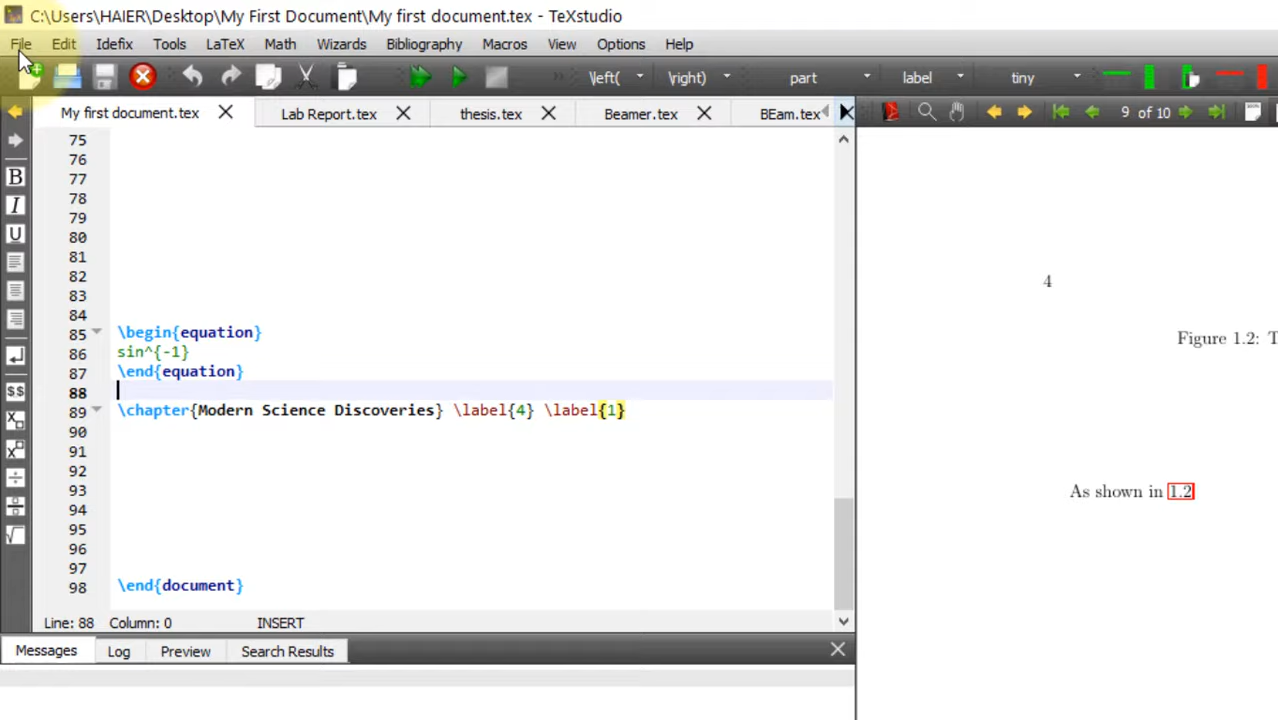 C:\Users\HAIER\Desktop\My First Document\My first document.tex - TeXstudio
File Edit Idefix Tools LaTeX Math Wizards Bibliography Macros View Options Help
\left( \right) part label tiny
My first document.tex Lab Report.tex thesis.tex Beamer.tex BEam.tex 9 of 10
75
76
77
78
79
80
81
82
83
84
85 \begin{equation}
86 sin^{-1}
87 \end{equation}
88
89 \chapter{Modern Science Discoveries} \label{4} \label{1}
90
91
92
93
94
95
96
97
98 \end{document}
B
I
U
$$
4
Figure 1.2: T
As shown in 1.2
Line: 88 Column: 0 INSERT
Messages Log Preview Search Results